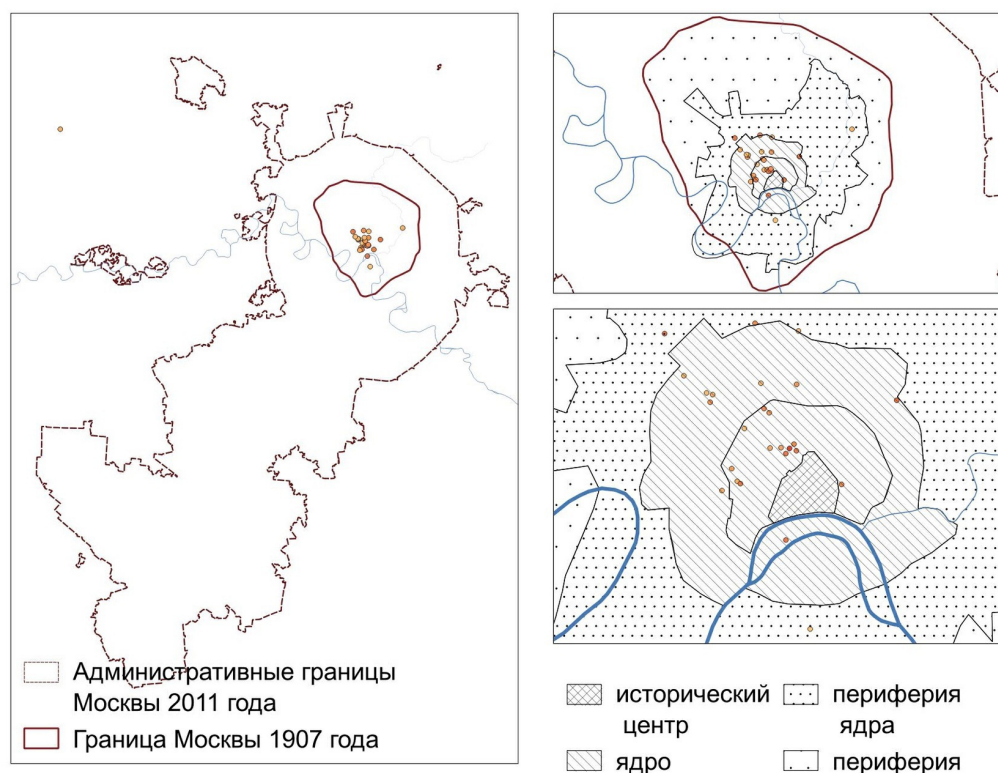 Административные границы
Москвы 2011 года
Граница Москвы 1907 года
исторический
центр
ядро
периферия
ядра
периферия